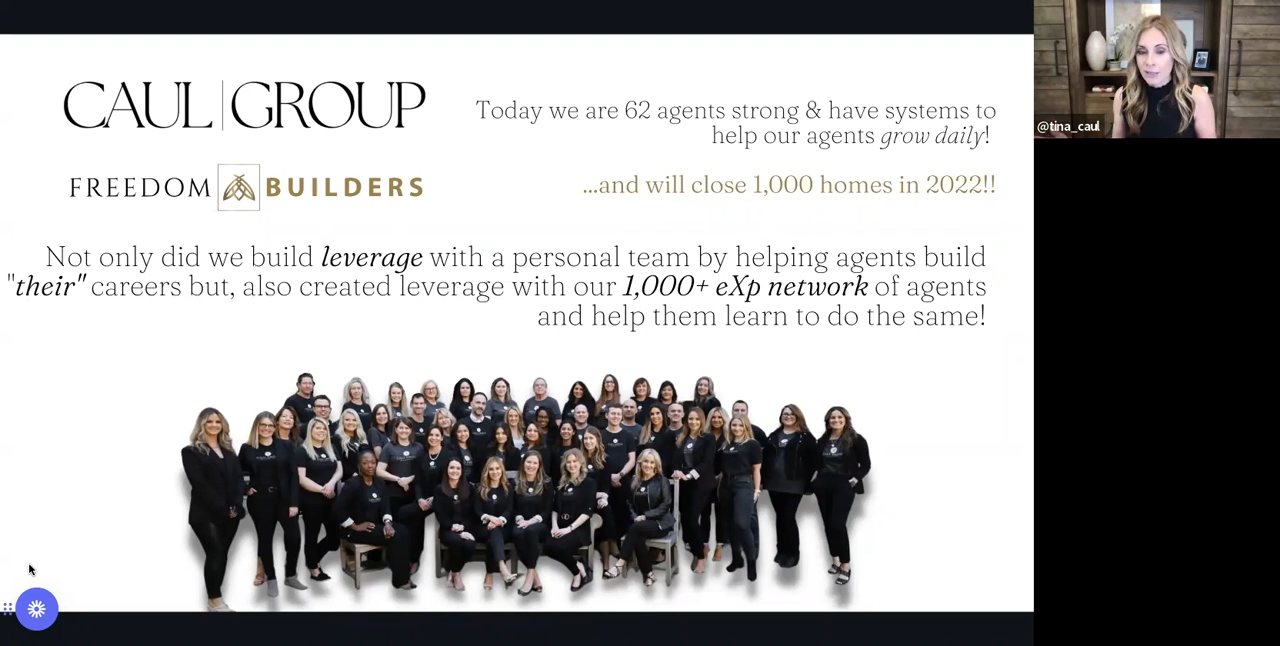 CAUL|GROUP
FREEDOM BUILDERS
Today we are 62 agents strong & have systems to
help our agents grow daily!
...and will close 1,000 homes in 2022!!
Not only did we build leverage with a personal team by helping agents build
"their" careers but, also created leverage with our 1,000+ eXp network of agents
and help them learn to do the same!
@tina_caul